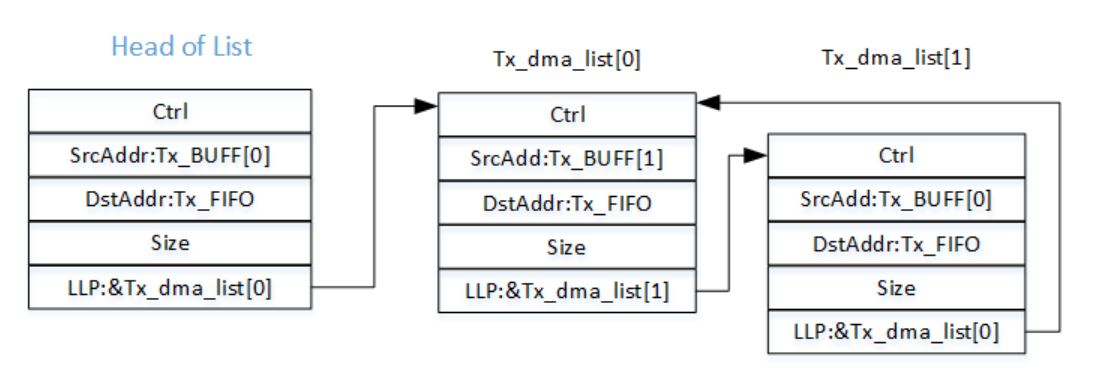 Head of List
Ctrl
SrcAddr:Tx_BUFF[0]
DstAddr:Tx_FIFO
Size
LLP:&Tx_dma_list[0]
Tx_dma_list[0]
Ctrl
SrcAdd:Tx_BUFF[1]
DstAddr:Tx_FIFO
Size
LLP:&Tx_dma_list[1]
Tx_dma_list[1]
Ctrl
SrcAdd:Tx_BUFF[0]
DstAddr:Tx_FIFO
Size
LLP:&Tx_dma_list[0]